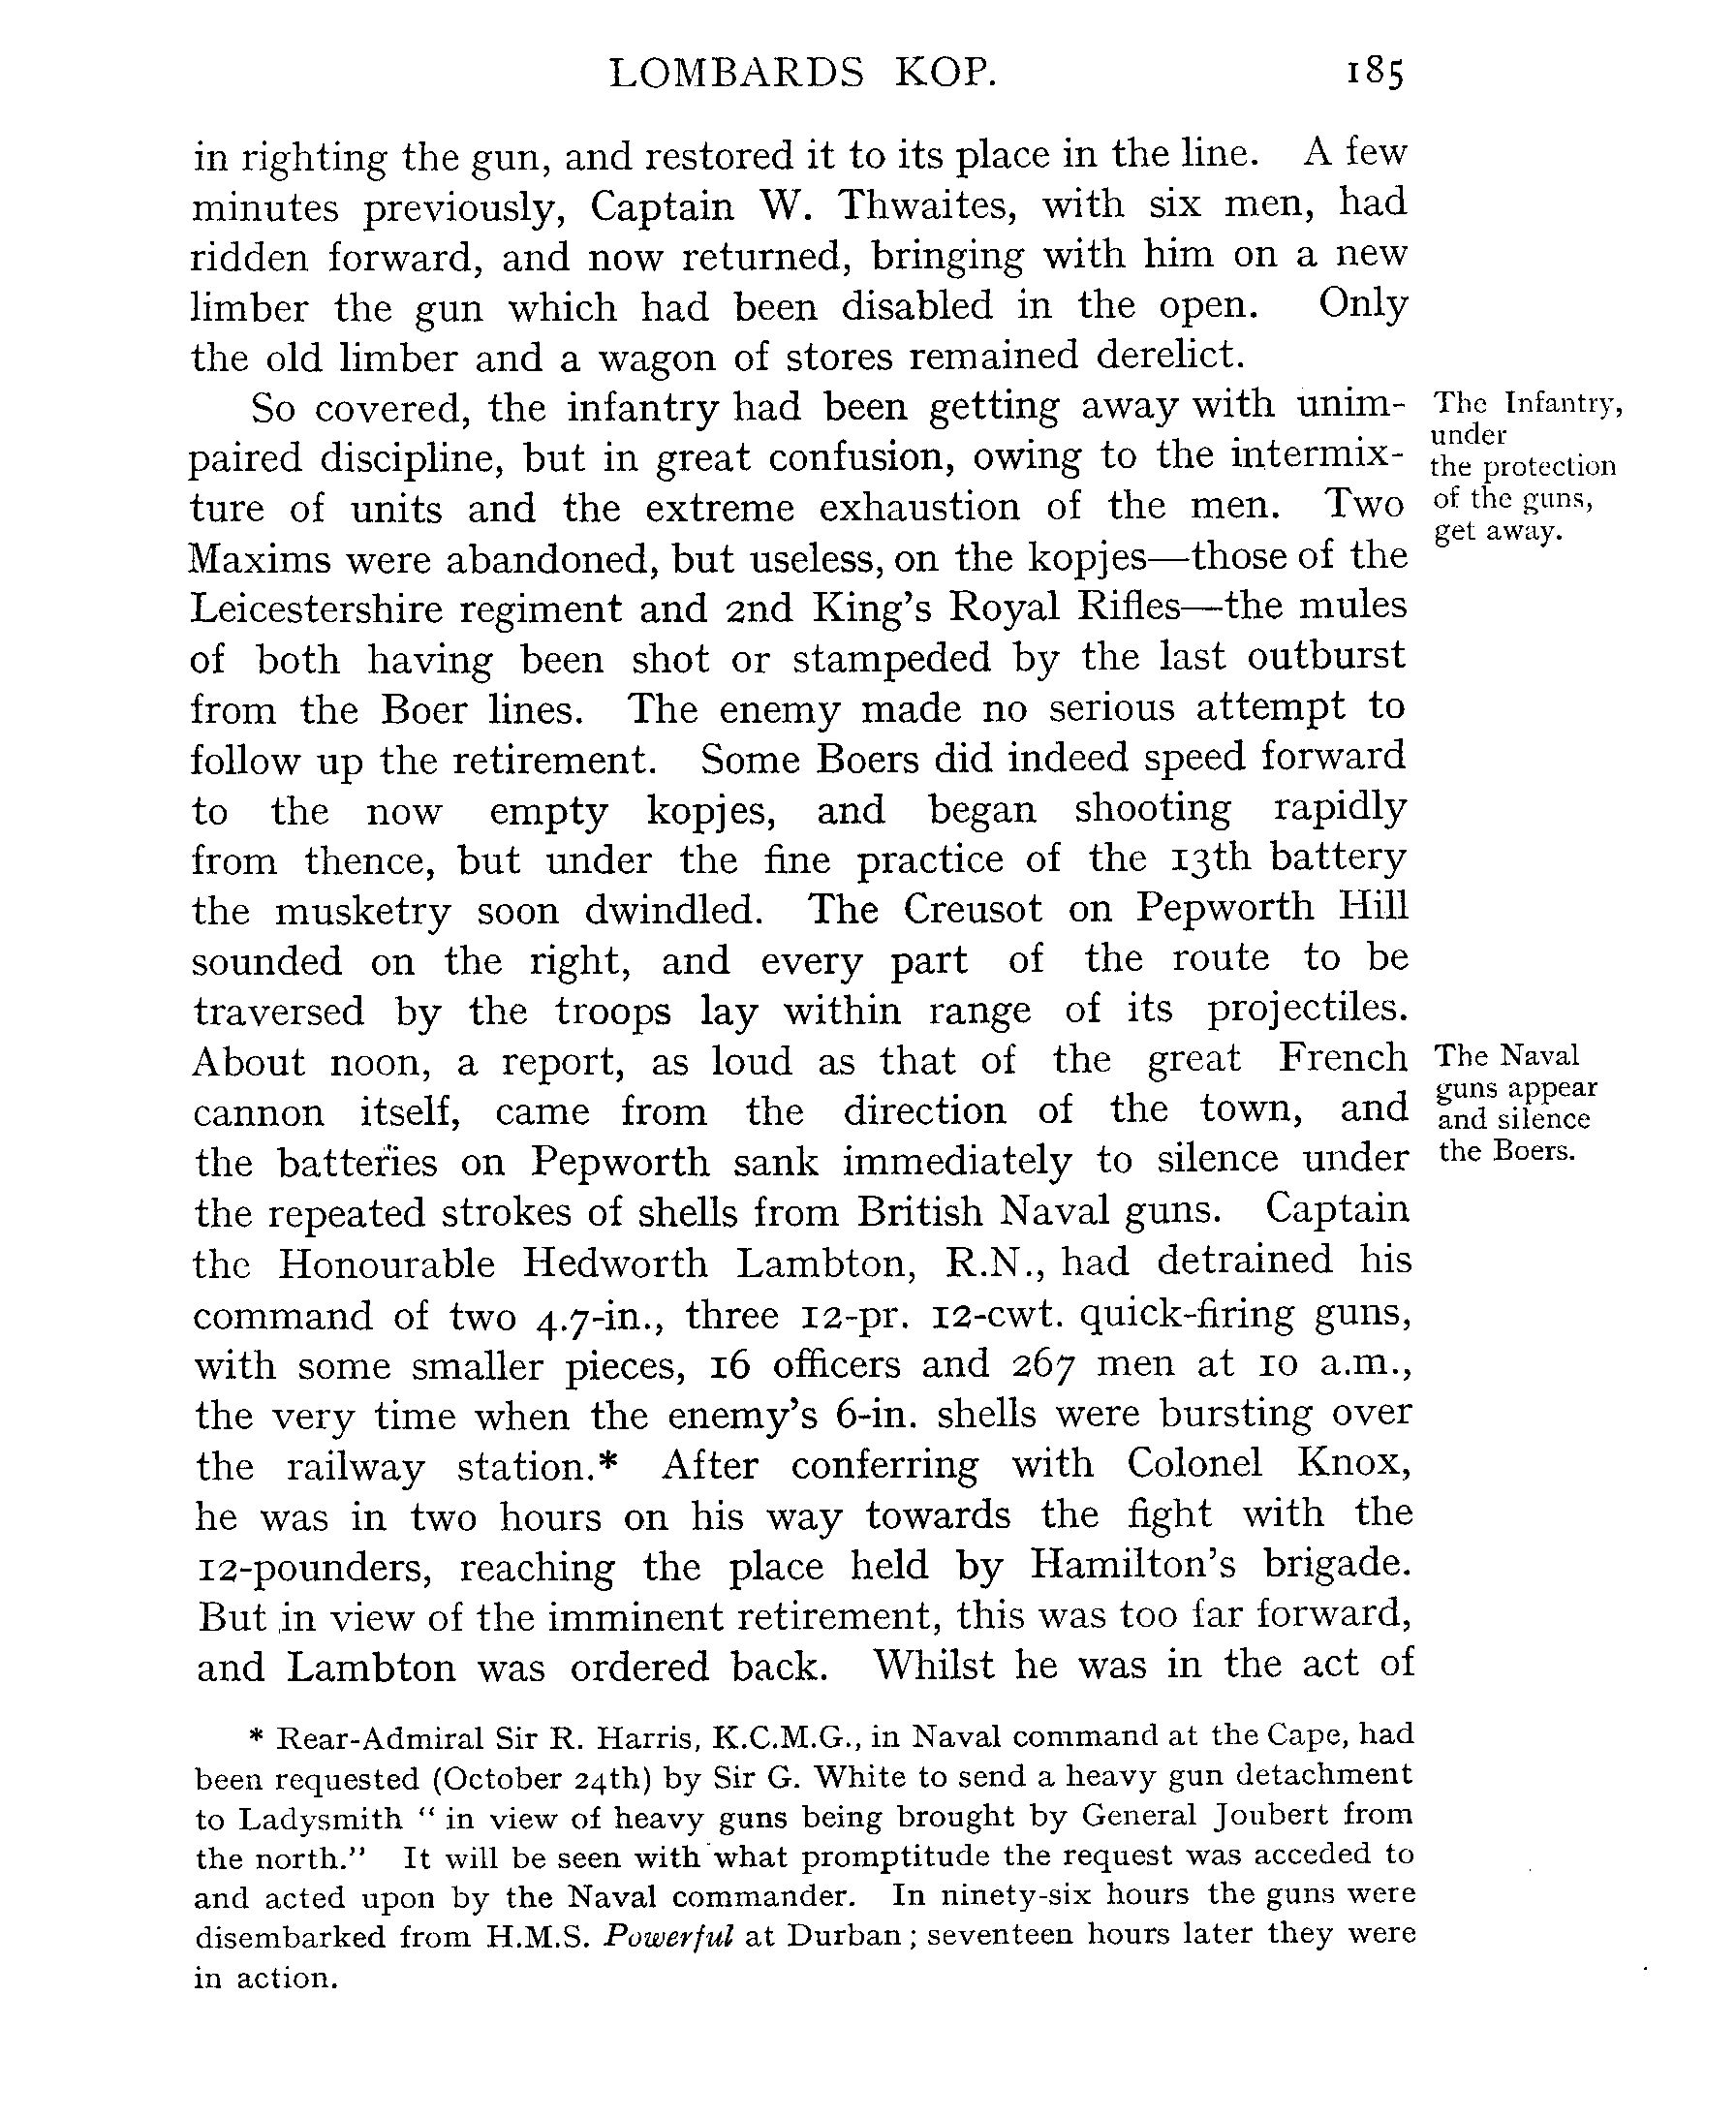 LOMBARDS KOP. 185
in righting the gun, and restored it to its place in the line. A few
minutes previously, Captain W. Thwaites, with six men, had
ridden forward, and now returned, bringing with him on a new
limber the gun which had been disabled in the open. Only
the old limber and a wagon of stores remained derelict.
So covered, the infantry had been getting away with unim-
paired discipline, but in great confusion, owing to the intermix-
ture of units and the extreme exhaustion of the men. Two
Maxims were abandoned, but useless, on the kopjes—those of the
Leicestershire regiment and 2nd King's Royal Rifles—the mules
of both having been shot or stampeded by the last outburst
from the Boer lines. The enemy made no serious attempt to
follow up the retirement. Some Boers did indeed speed forward
to the now empty kopjes, and began shooting rapidly
from thence, but under the fine practice of the 13th battery
the musketry soon dwindled. The Creusot on Pepworth Hill
sounded on the right, and every part of the route to be
traversed by the troops lay within range of its projectiles.
About noon, a report, as loud as that of the great French
cannon itself, came from the direction of the town, and
the batteries on Pepworth sank immediately to silence under
the repeated strokes of shells from British Naval guns. Captain
the Honourable Hedworth Lambton, R.N., had detrained his
command of two 4.7-in., three 12-pr. 12-cwt. quick-firing guns,
with some smaller pieces, 16 officers and 267 men at 10 a.m.,
the very time when the enemy's 6-in. shells were bursting over
the railway station.* After conferring with Colonel Knox,
he was in two hours on his way towards the fight with the
12-pounders, reaching the place held by Hamilton's brigade.
But in view of the imminent retirement, this was too far forward,
and Lambton was ordered back. Whilst he was in the act of
The Infantry,
under
the protection
of the guns,
get away.
The Naval
guns appear
and silence
the Boers.
* Rear-Admiral Sir R. Harris, K.C.M.G., in Naval command at the Cape, had
been requested (October 24th) by Sir G. White to send a heavy gun detachment
to Ladysmith " in view of heavy guns being brought by General Joubert from
the north." It will be seen with what promptitude the request was acceded to
and acted upon by the Naval commander. In ninety-six hours the guns were
disembarked from H.M.S. Powerful at Durban; seventeen hours later they were
in action.